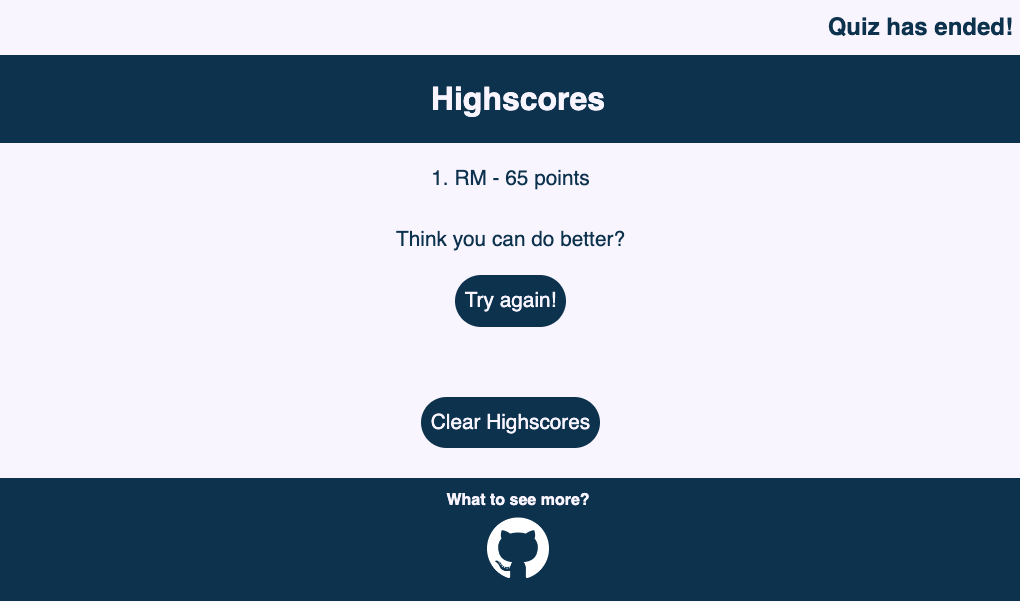 Quiz has ended!
Highscores
1. RM - 65 points
Think you can do better?
Try again!
Clear Highscores
What to see more?